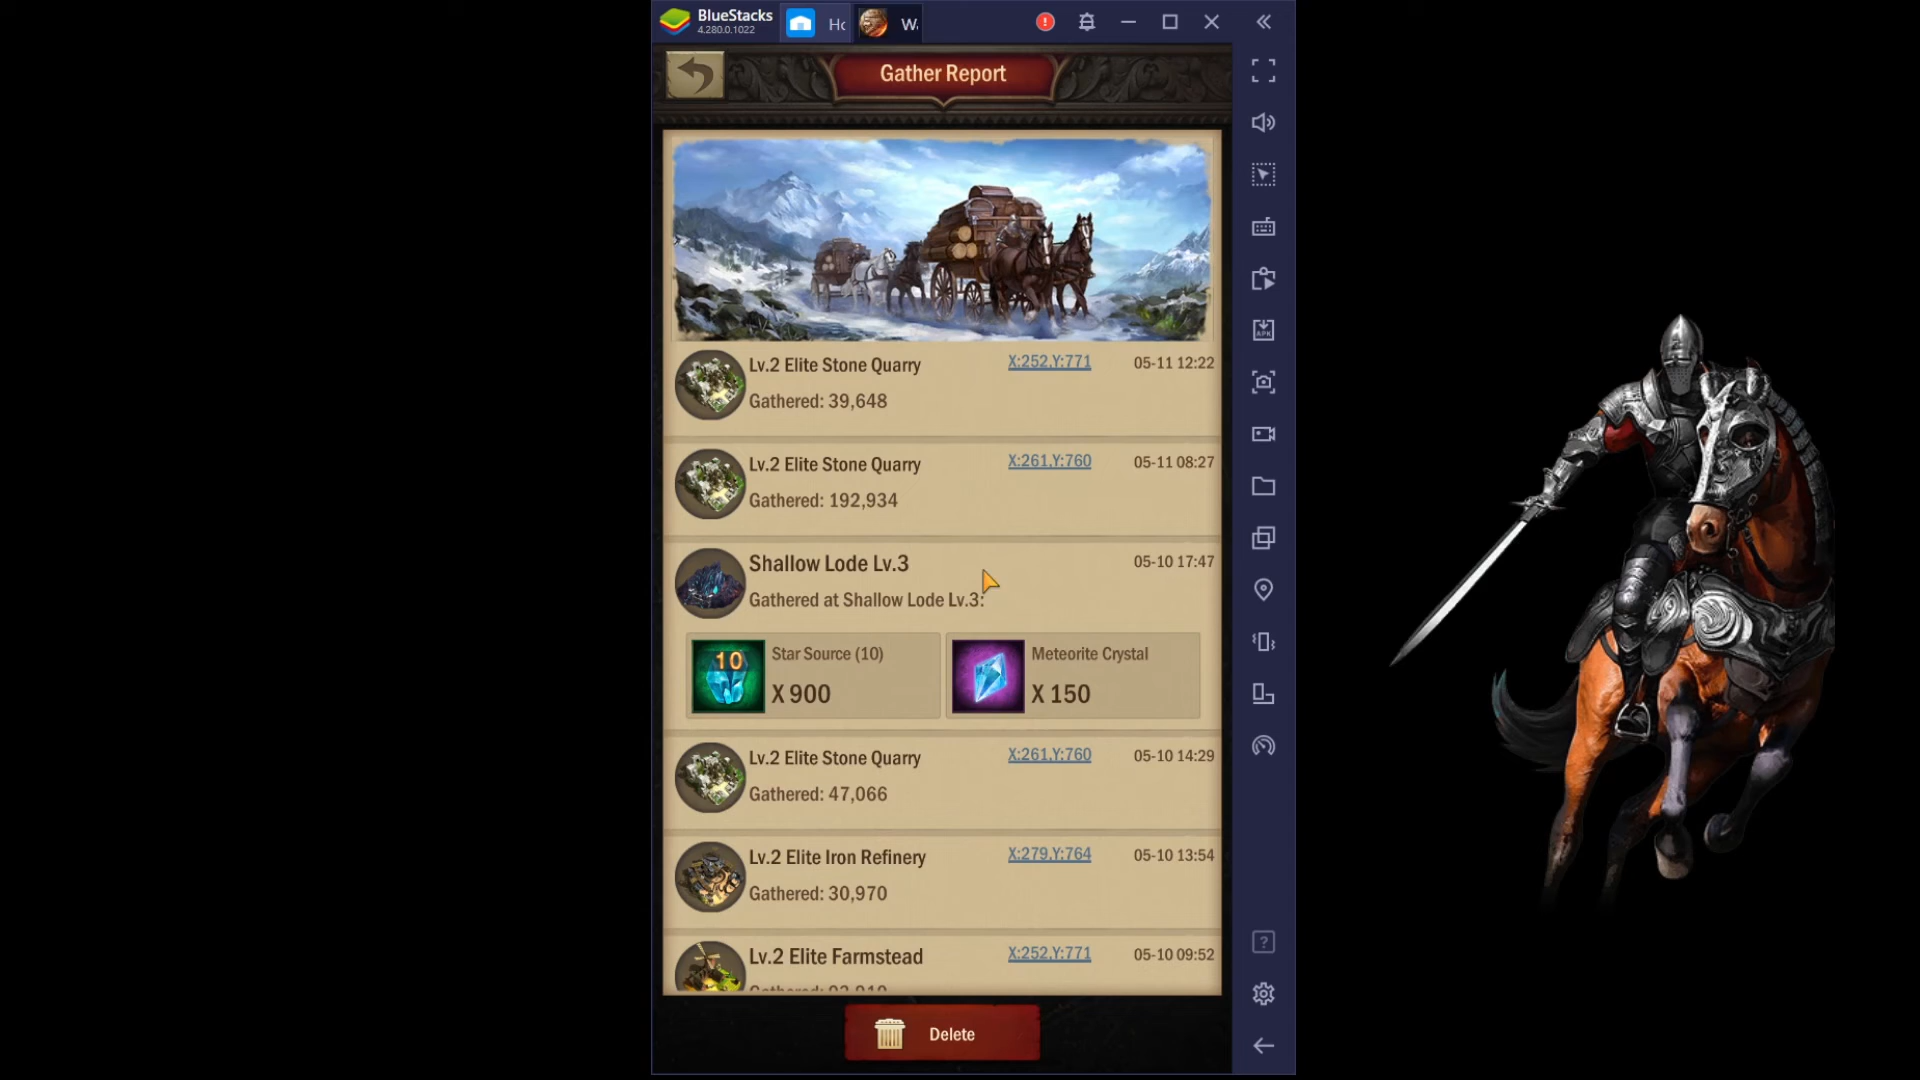 BlueStacks
4.280.0.1022
Hc
W
Gather Report
Lv.2 Elite Stone Quarry X:252,Y:771 05-11 12:22
Gathered: 39,648
Lv.2 Elite Stone Quarry X:261,Y:760 05-11 08:27
Gathered: 192,934
Shallow Lode Lv.3 05-10 17:47
Gathered at Shallow Lode Lv.3:
10 Star Source (10) Meteorite Crystal
X 900 X 150
Lv.2 Elite Stone Quarry X:261,Y:760 05-10 14:29
Gathered: 47,066
Lv.2 Elite Iron Refinery X:279,Y:764 05-10 13:54
Gathered: 30,970
Lv.2 Elite Farmstead X:252,Y:771 05-10 09:52
Delete